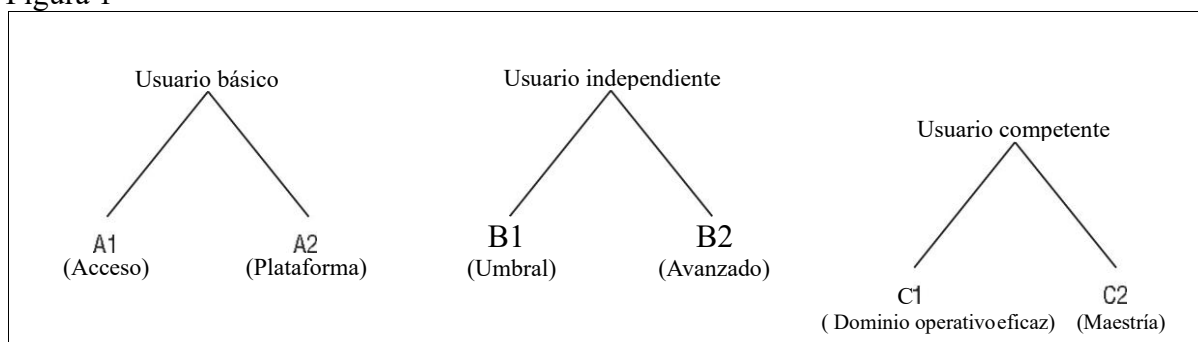 Figura 1
Usuario básico
Usuario independiente
Usuario competente
A1
A2
B1
B2
(Acceso)
(Plataforma)
(Umbral)
(Avanzado)
C1
C2
( Dominio operativo eficaz)
(Maestría)